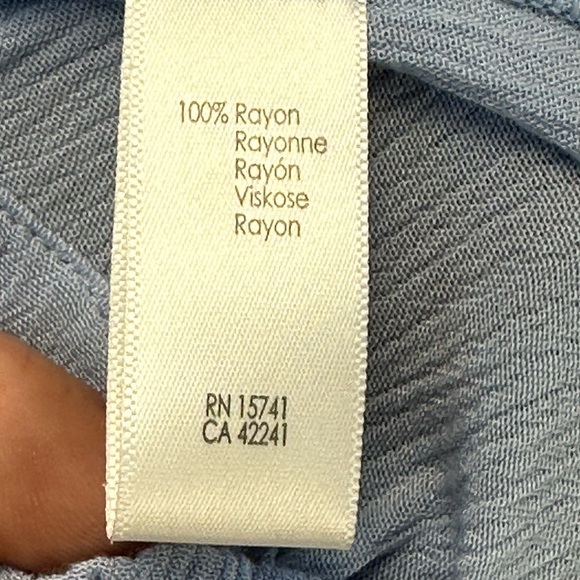 100% Rayon
Rayonne
Rayón
Viskose
Rayon
RN 15741
CA 42241